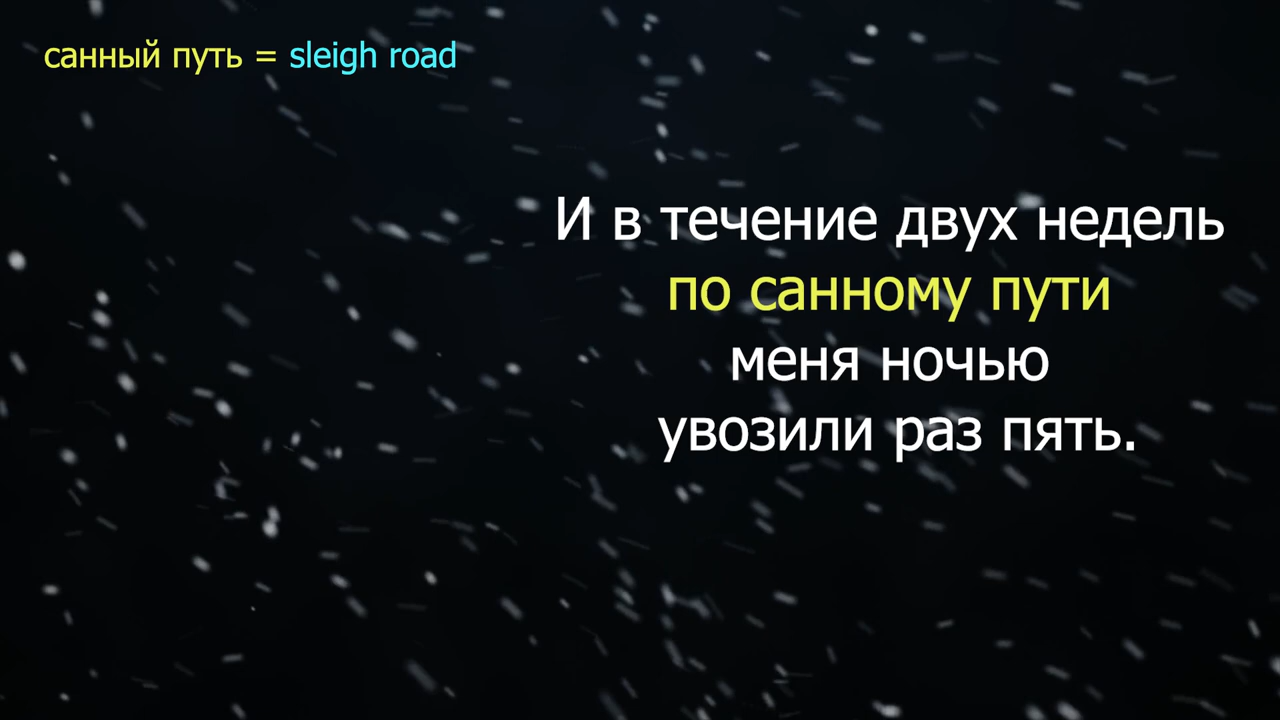 санный путь = sleigh road
И в течение двух недель
по санному пути
меня ночью
увозили раз пять.